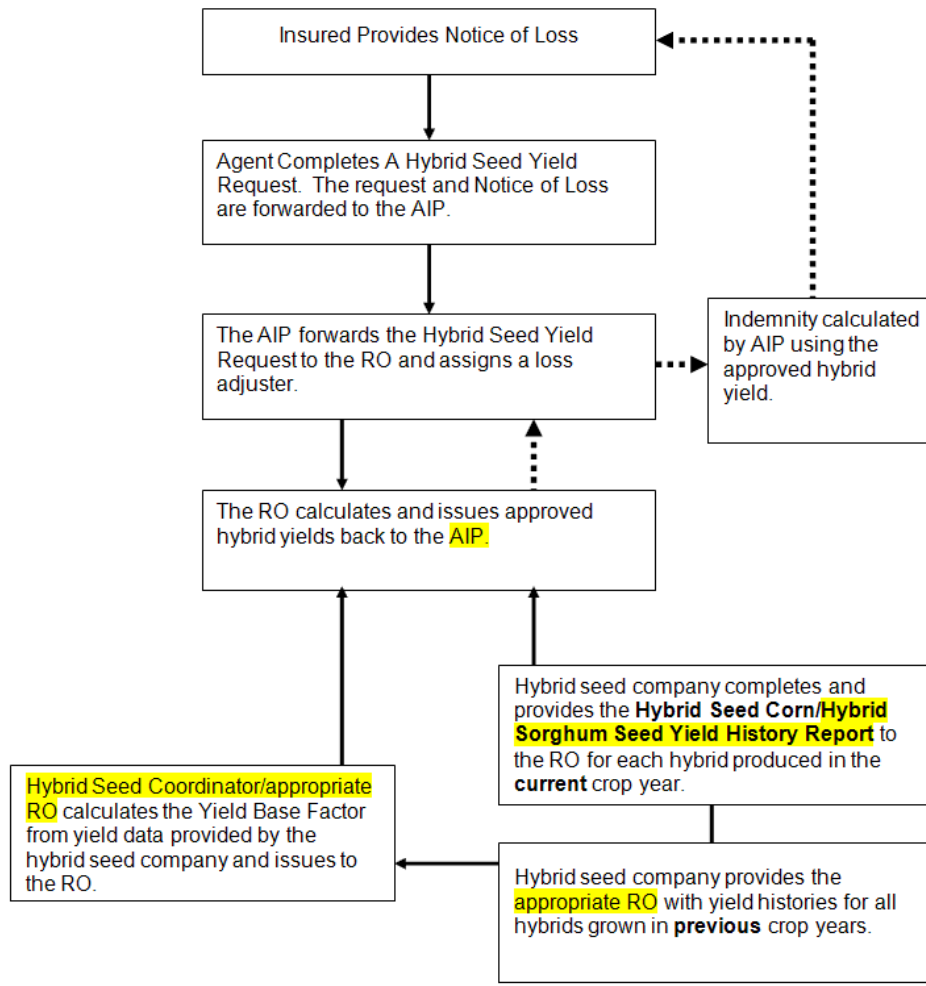 Insured Provides Notice of Loss
Agent Completes A Hybrid Seed Yield
Request. The request and Notice of Loss
are forwarded to the AIP.
The AIP forwards the Hybrid Seed Yield
Request to the RO and assigns a loss
adjuster.
Indemnity calculated
by AIP using the
approved hybrid
yield.
The RO calculates and issues approved
hybrid yields back to the AIP.
Hybrid seed company completes and
provides the Hybrid Seed Corn/Hybrid
Sorghum Seed Yield History Report to
the RO for each hybrid produced in the
current crop year.
Hybrid Seed Coordinator/appropriate
RO calculates the Yield Base Factor
from yield data provided by the
hybrid seed company and issues to
the RO.
Hybrid seed company provides the
appropriate RO with yield histories for all
hybrids grown in previous crop years.